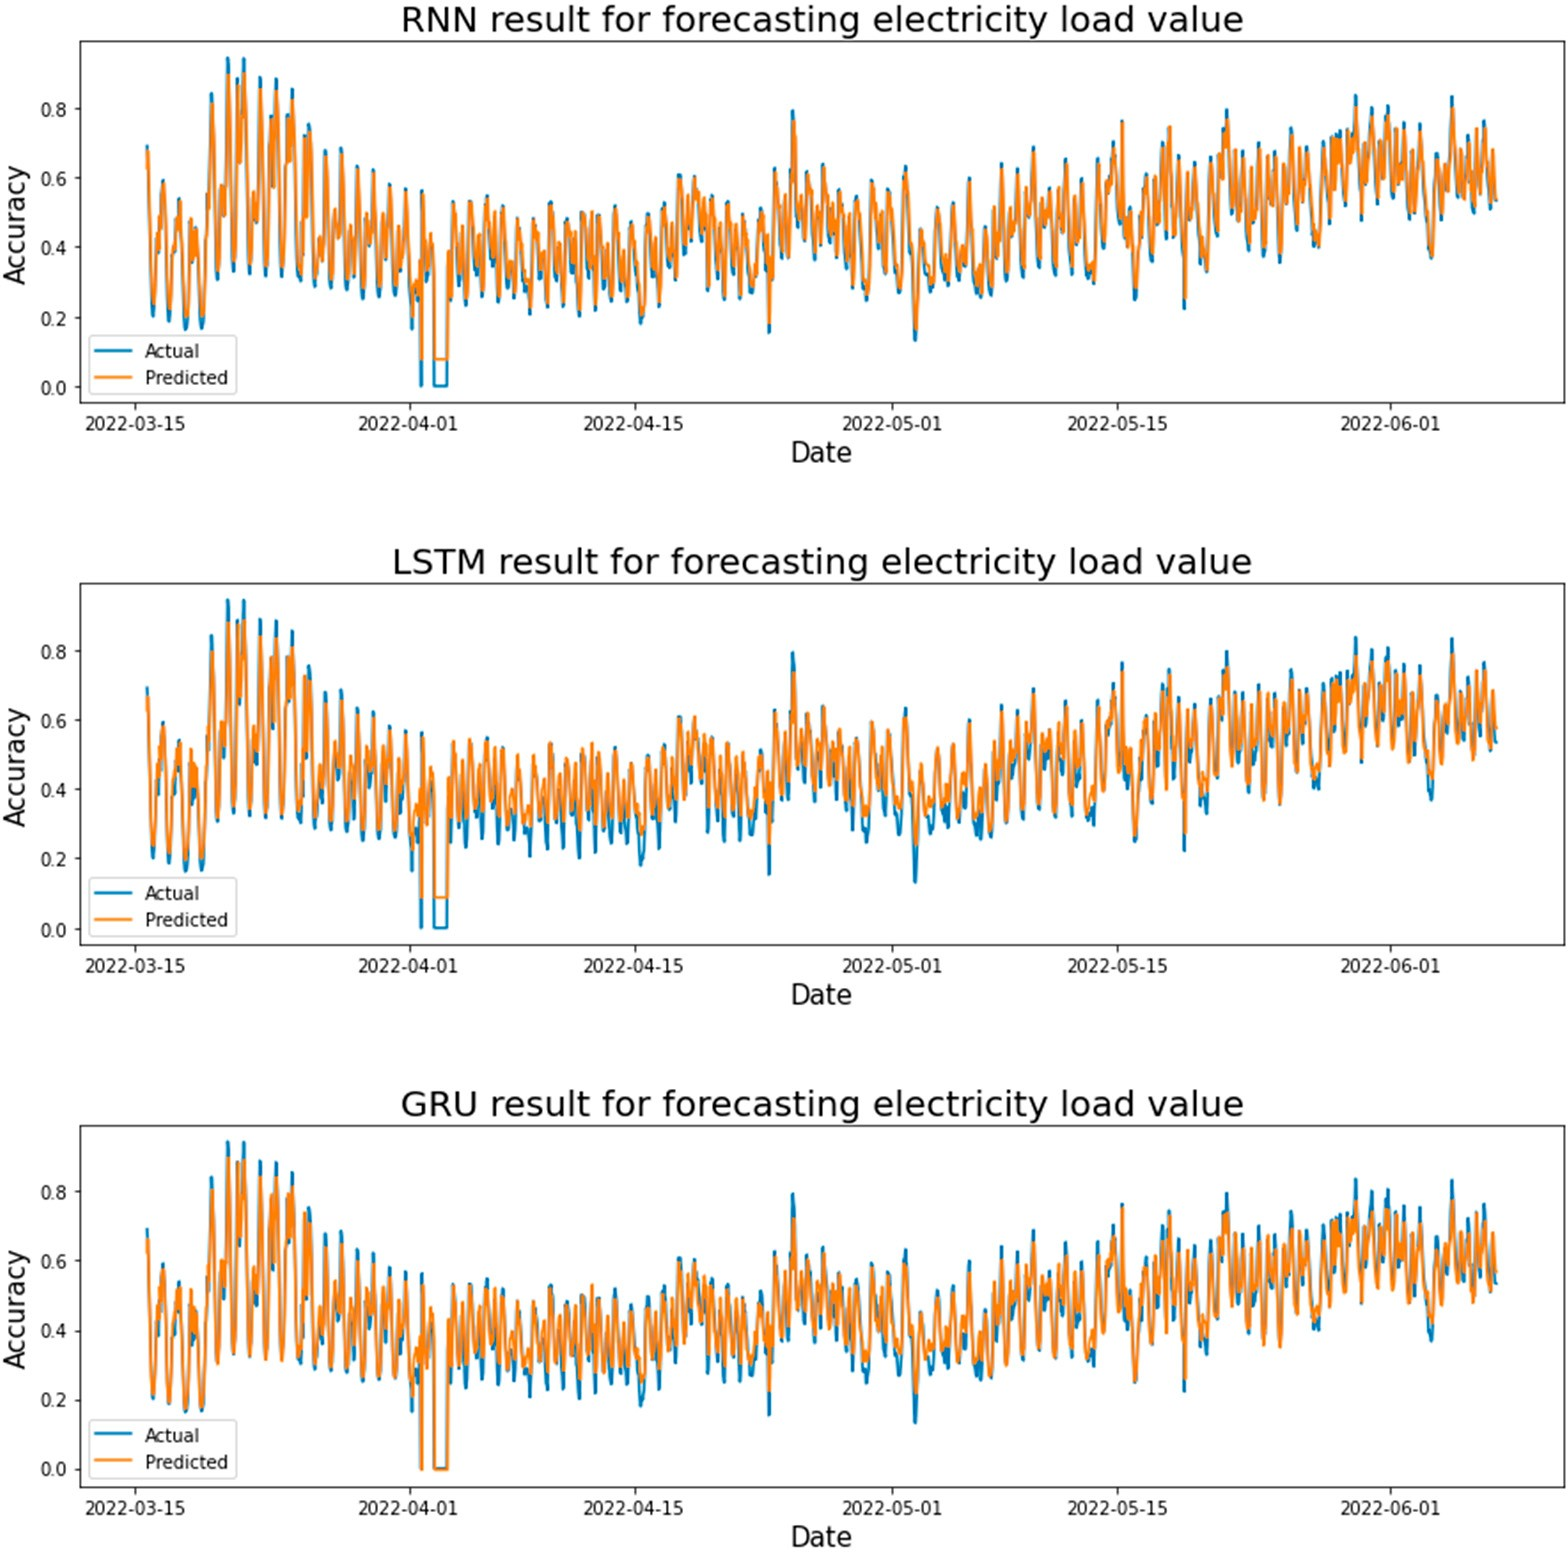 RNN result for forecasting electricity load value
Accuracy
0.8
0.6
0.4
0.2
0.0
Actual
Predicted
2022-03-15 2022-04-01 2022-04-15 2022-05-01 2022-05-15 2022-06-01
Date
LSTM result for forecasting electricity load value
Accuracy
0.8
0.6
0.4
0.2
0.0
Actual
Predicted
2022-03-15 2022-04-01 2022-04-15 2022-05-01 2022-05-15 2022-06-01
Date
GRU result for forecasting electricity load value
Accuracy
0.8
0.6
0.4
0.2
0.0
Actual
Predicted
2022-03-15 2022-04-01 2022-04-15 2022-05-01 2022-05-15 2022-06-01
Date